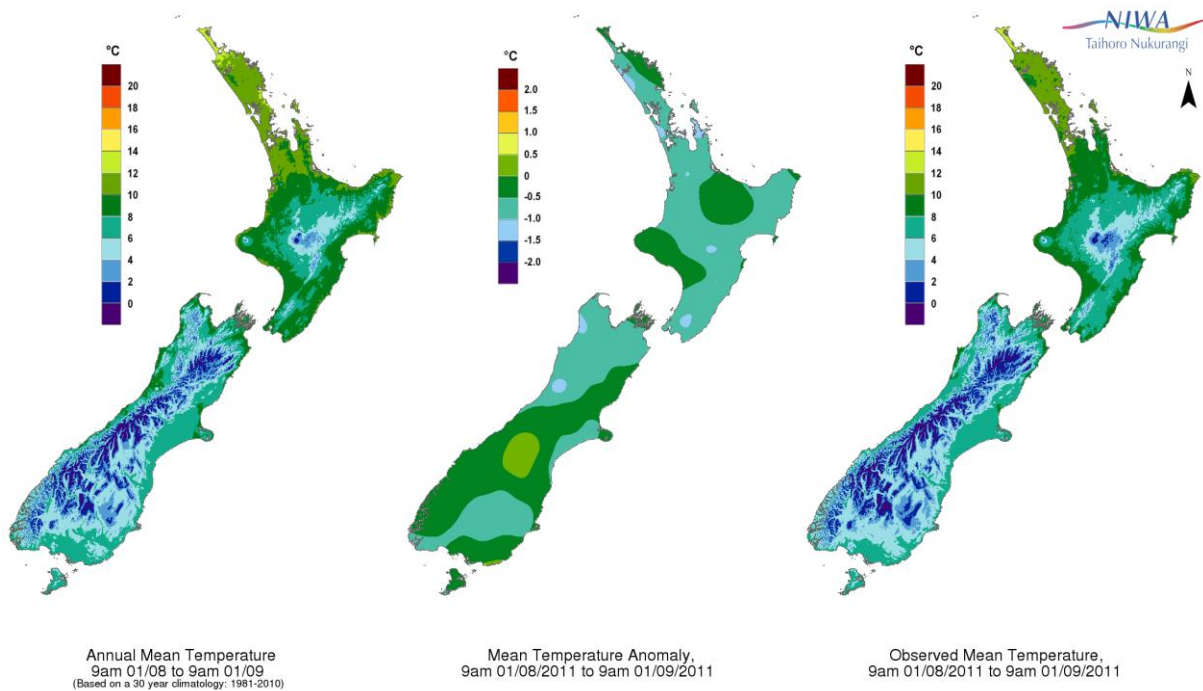 NIWA
Taihoro Nukurangi
N
°C
20
18
16
14
12
10
8
6
4
2
0
°C
2.0
1.0
0.5
0
-0.5
-1.0
-1.5
-2.0
°C
20
18
16
14
12
10
8
6
4
2
0
Annual Mean Temperature
9am 01/08 to 9am 01/09
(Based on a 30 year climatology: 1981-2010)
Mean Temperature Anomaly,
9am 01/08/2011 to 9am 01/09/2011
Observed Mean Temperature,
9am 01/08/2011 to 9am 01/09/2011